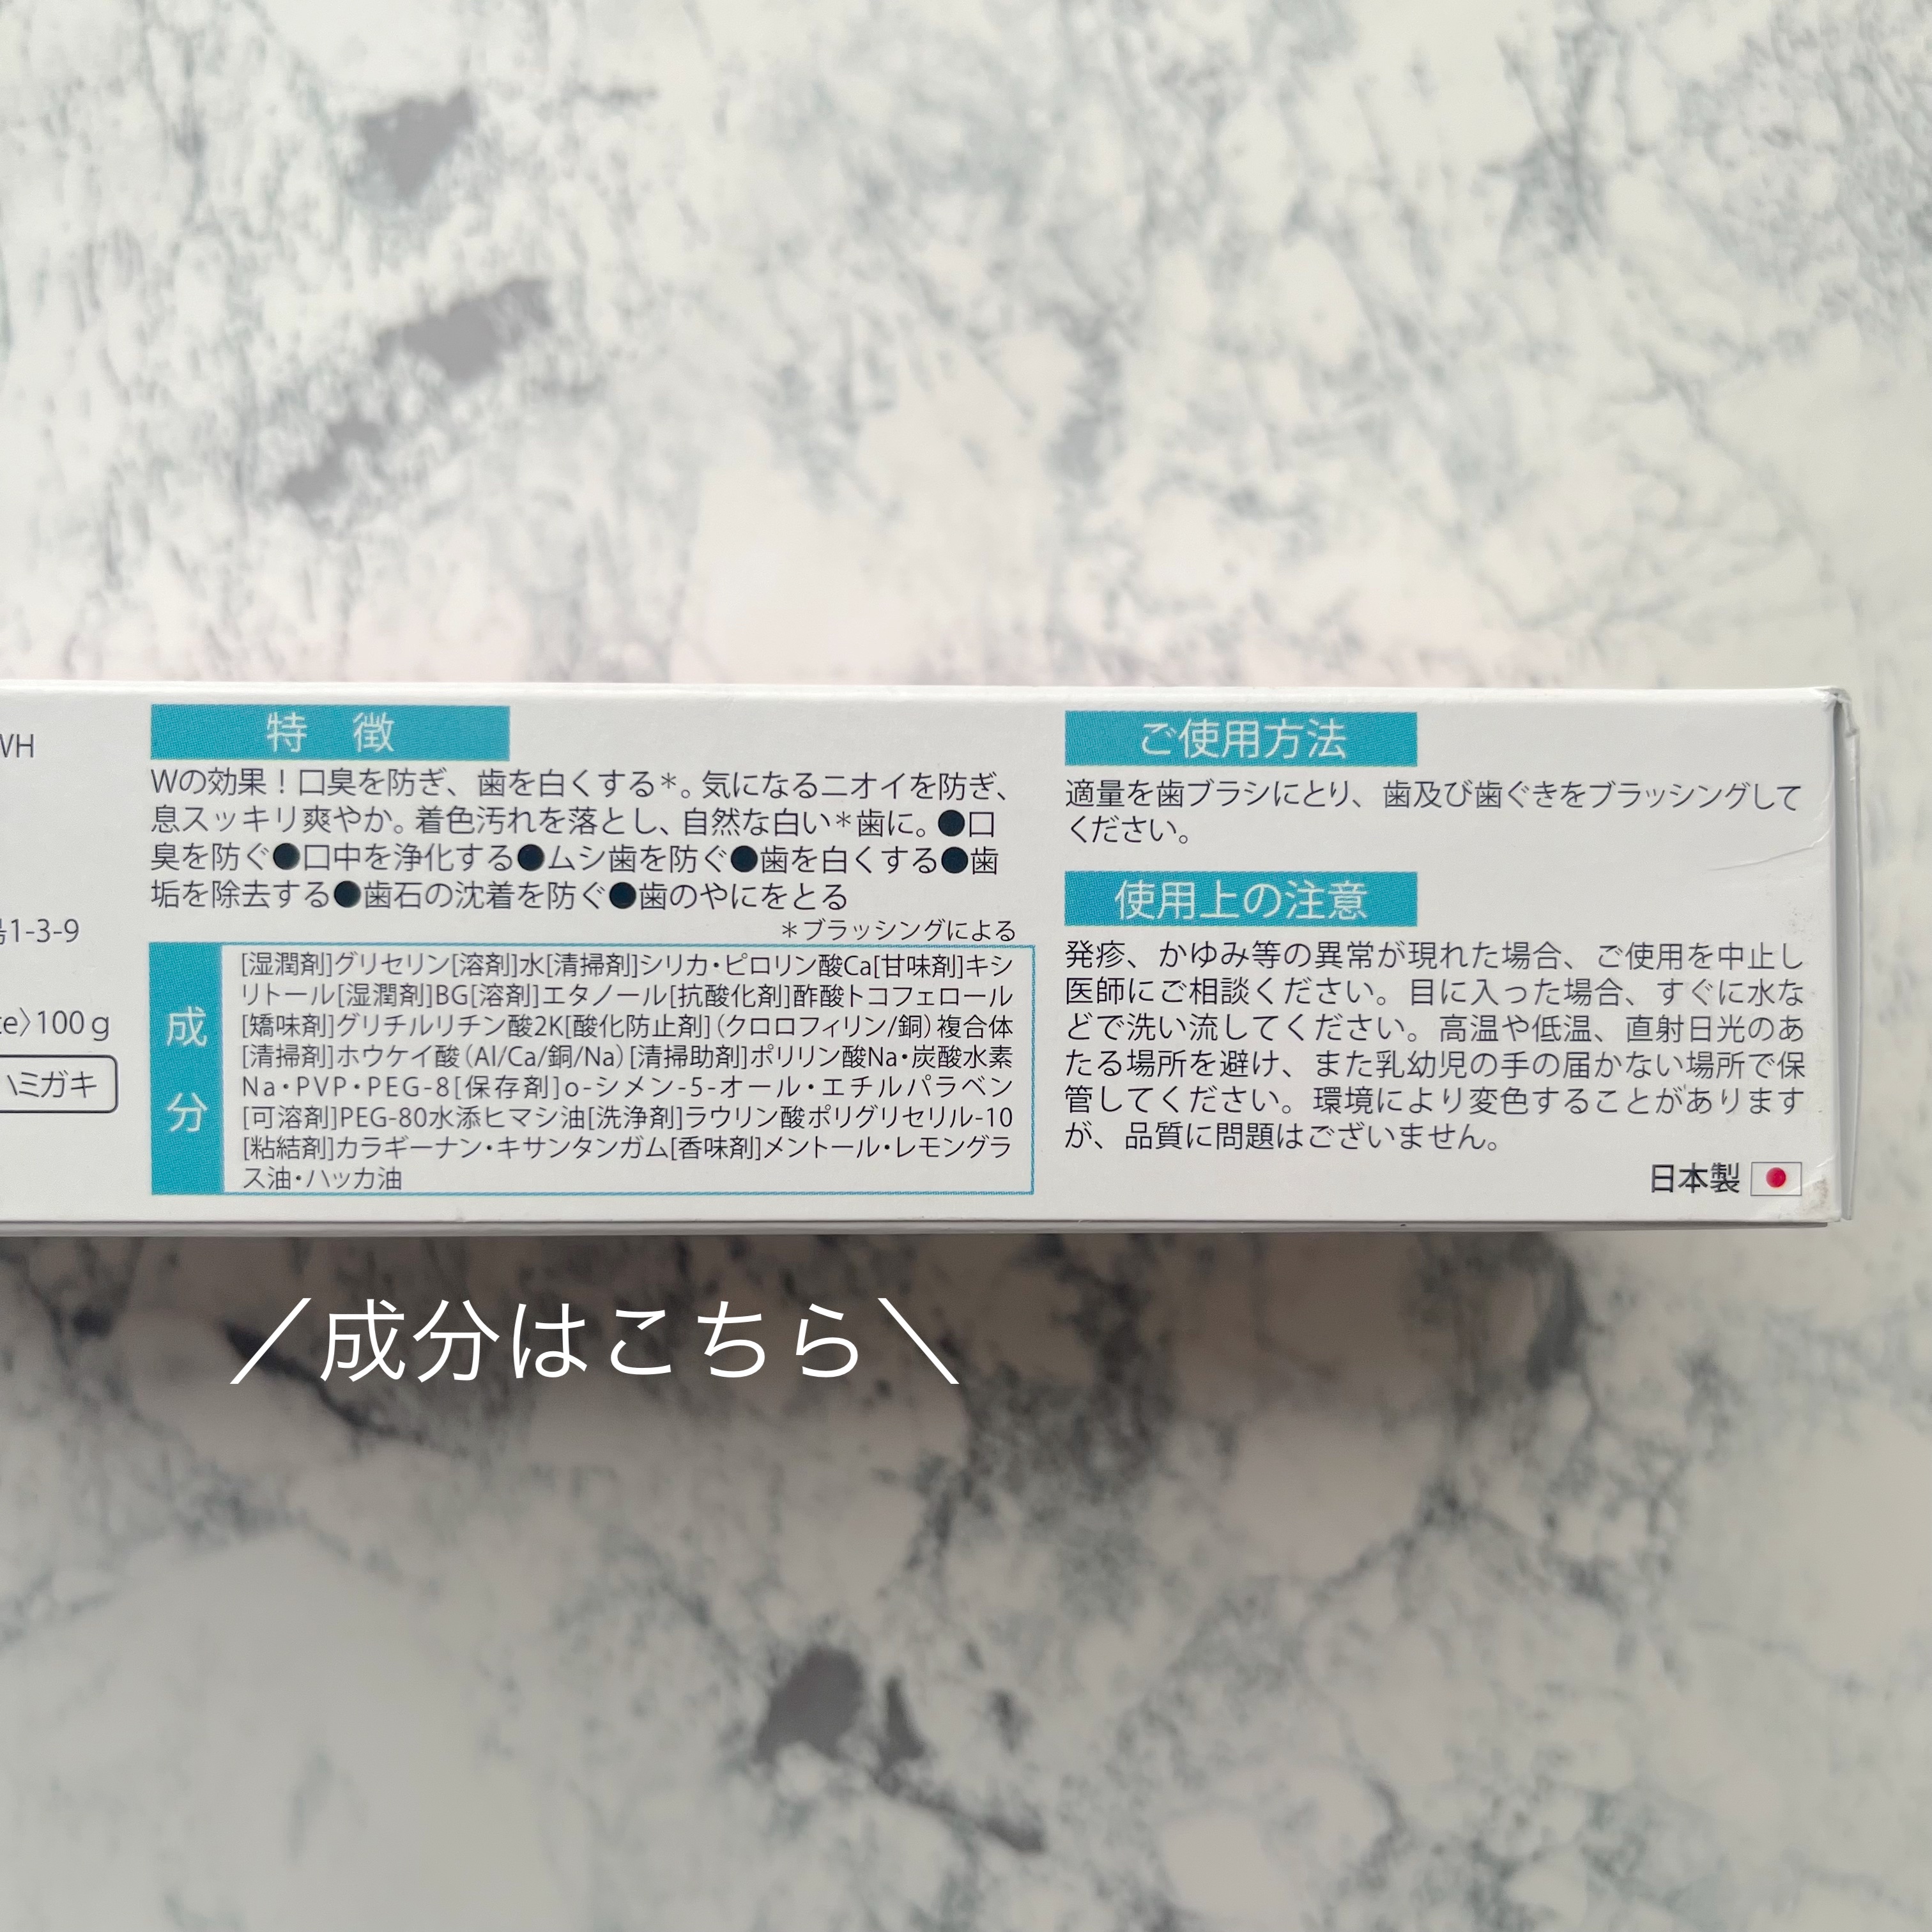 WH
1-3-9
te〉100ｇ
ハミガキ
特 徴
Wの効果！口臭を防ぎ、歯を白くする＊。気になるニオイを防ぎ、
息スッキリ爽やか。着色汚れを落とし、自然な白い＊歯に。●口
臭を防ぐ●口中を浄化する●ムシ歯を防ぐ●歯を白くする●歯
垢を除去する●歯石の沈着を防ぐ●歯のやにをとる
＊ブラッシングによる
成分
[湿潤剤]グリセリン[溶剤]水[清掃剤]シリカ・ピロリン酸Ca[甘味剤]キシ
リトール[湿潤剤]BG[溶剤]エタノール[抗酸化剤]酢酸トコフェロール
[矯味剤]グリチルリチン酸2K[酸化防止剤]（クロロフィリン/銅）複合体
[清掃剤]ホウケイ酸（Al/Ca/銅/Na）[清掃助剤]ポリリン酸Na・炭酸水素
Na・PVP・PEG-8[保存剤]o-シメン-5-オール・エチルパラベン
[可溶剤]PEG-80水添ヒマシ油[洗浄剤]ラウリン酸ポリグリセリル-10
[粘結剤]カラギーナン・キサンタンガム[香味剤]メントール・レモングラ
ス油・ハッカ油
ご使用方法
適量を歯ブラシにとり、歯及び歯ぐきをブラッシングして
ください。
使用上の注意
発疹、かゆみ等の異常が現れた場合、ご使用を中止し
医師にご相談ください。目に入った場合、すぐに水な
どで洗い流してください。高温や低温、直射日光のあ
たる場所を避け、また乳幼児の手の届かない場所で保
管してください。環境により変色することがあります
が、品質に問題はございません。
日本製
／成分はこちら＼